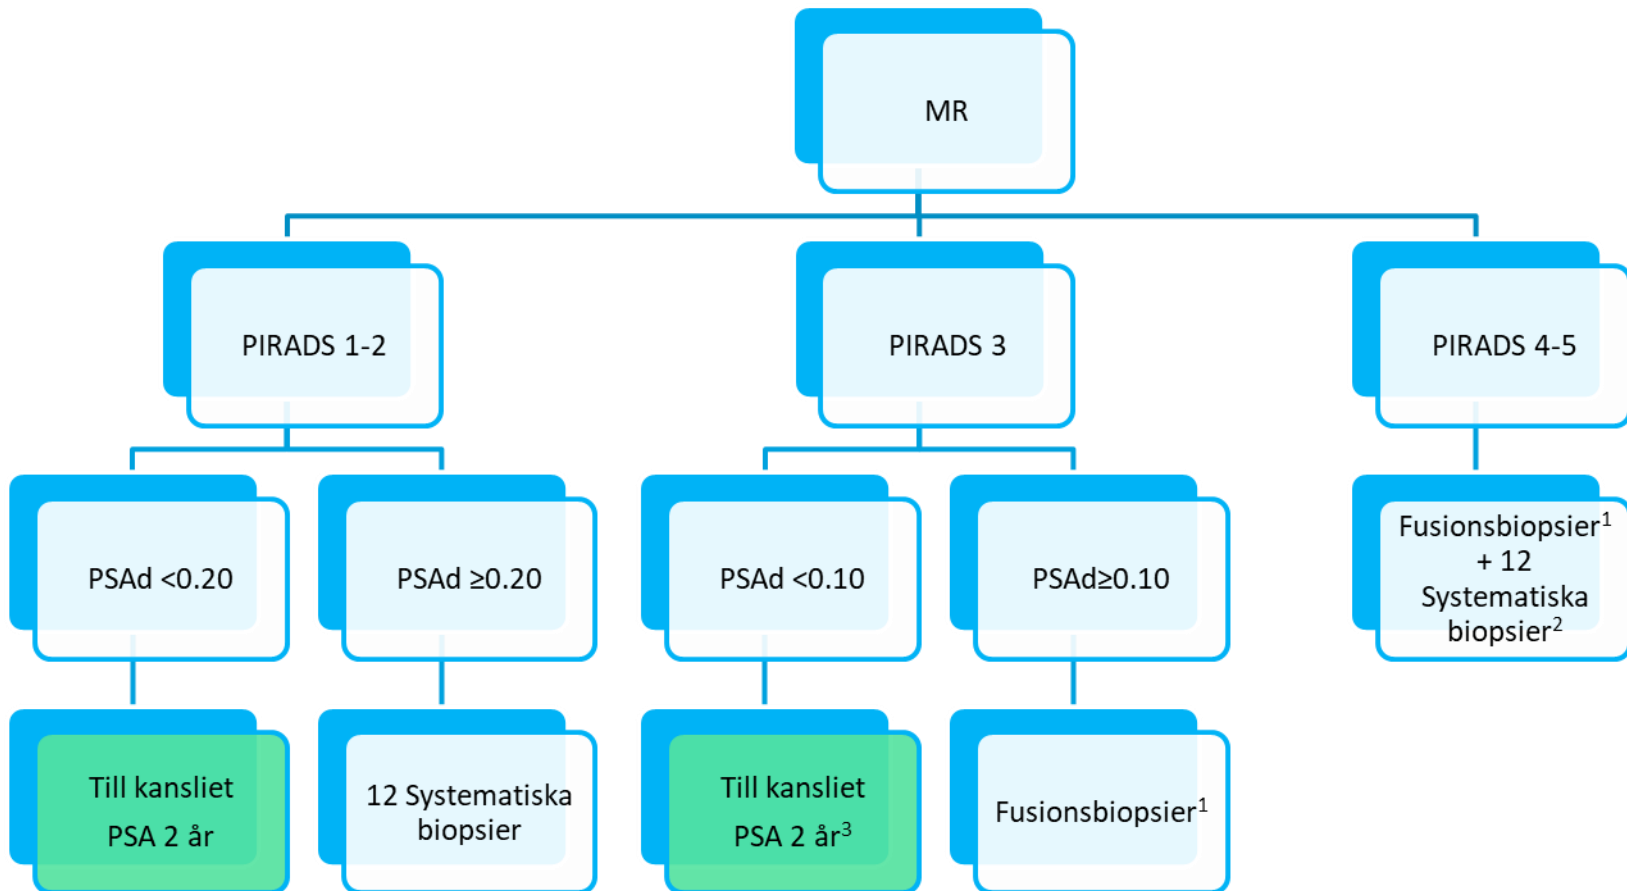 MR
PIRADS 1-2
PIRADS 3
PIRADS 4-5
PSAd <0.20
PSAd ≥0.20
PSAd <0.10
PSAd≥0.10
Fusionsbiopsier¹
+ 12
Systematiska
biopsier²
Till kansliet
PSA 2 år
12 Systematiska
biopsier
Till kansliet
PSA 2 år³
Fusionsbiopsier¹